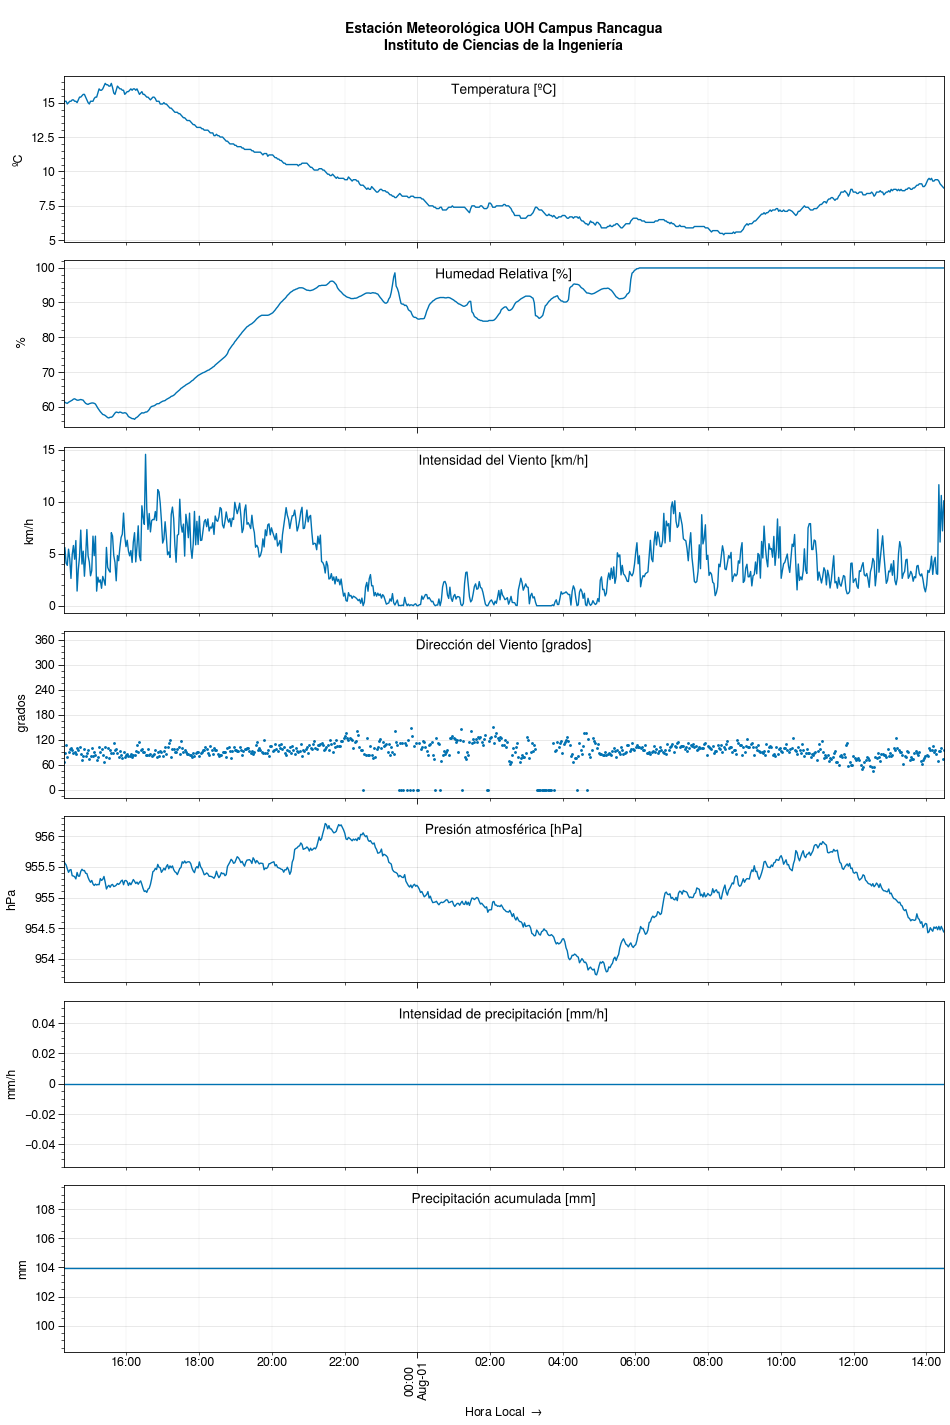 Estación Meteorológica UOH Campus Rancagua
Instituto de Ciencias de la Ingeniería
Temperatura [ºC]
ºC
15
12.5
10
7.5
5
Humedad Relativa [%]
%
100
90
80
70
60
Intensidad del Viento [km/h]
km/h
15
10
5
0
Dirección del Viento [grados]
grados
360
300
240
180
120
60
0
Presión atmosférica [hPa]
hPa
956
955.5
955
954.5
954
Intensidad de precipitación [mm/h]
mm/h
0.04
0.02
0
−0.02
−0.04
Precipitación acumulada [mm]
mm
108
106
104
102
100
16:00
18:00
20:00
22:00
00:00
Aug-01
02:00
04:00
06:00
08:00
10:00
12:00
14:00
Hora Local →